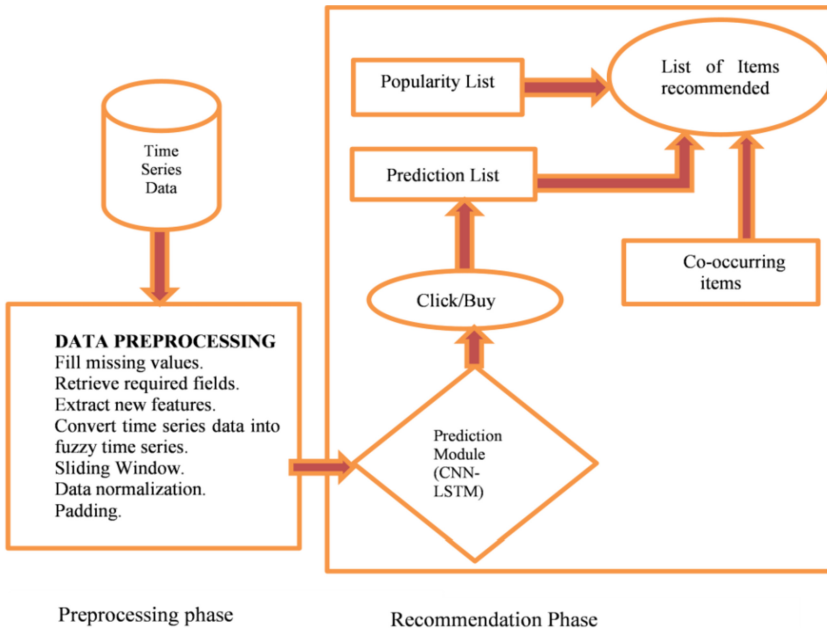 Time
Series
Data
DATA PREPROCESSING
Fill missing values.
Retrieve required fields.
Extract new features.
Convert time series data into
fuzzy time series.
Sliding Window.
Data normalization.
Padding.
Preprocessing phase
Popularity List
List of Items
recommended
Prediction List
Co-occurring
items
Click/Buy
Prediction
Module
(CNN-
LSTM)
Recommendation Phase